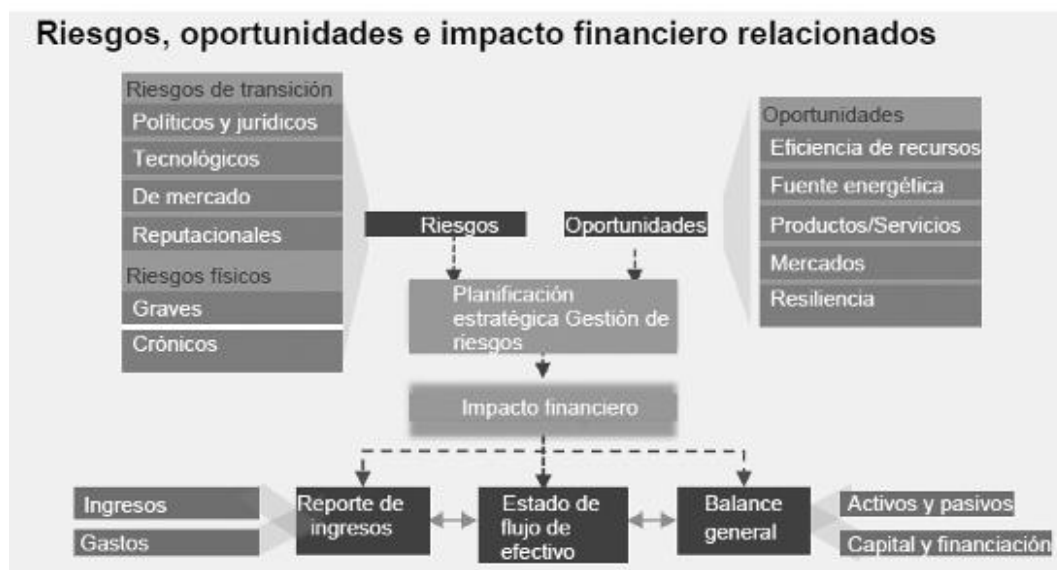 Riesgos, oportunidades e impacto financiero relacionados
Riesgos de transición
Políticos y jurídicos
Tecnológicos
De mercado
Reputacionales
Riesgos físicos
Graves
Crónicos
Riesgos
Oportunidades
Oportunidades
Eficiencia de recursos
Fuente energética
Productos/Servicios
Mercados
Resiliencia
Planificación
estratégica Gestión de
riesgos
Impacto financiero
Ingresos
Gastos
Reporte de
ingresos
Estado de
flujo de
efectivo
Balance
general
Activos y pasivos
Capital y financiación